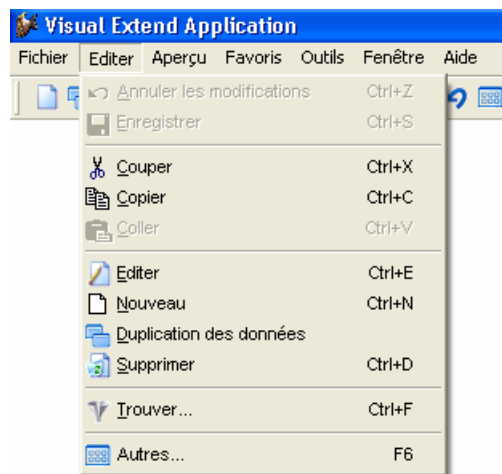 Visual Extend Application
Fichier Editer Aperçu Favoris Outils Fenêtre Aide
Annuler les modifications Ctrl+Z
Enregistrer Ctrl+S
Couper Ctrl+X
Copier Ctrl+C
Coller Ctrl+V
Editer Ctrl+E
Nouveau Ctrl+N
Duplication des données
Supprimer Ctrl+D
Trouver... Ctrl+F
Autres... F6